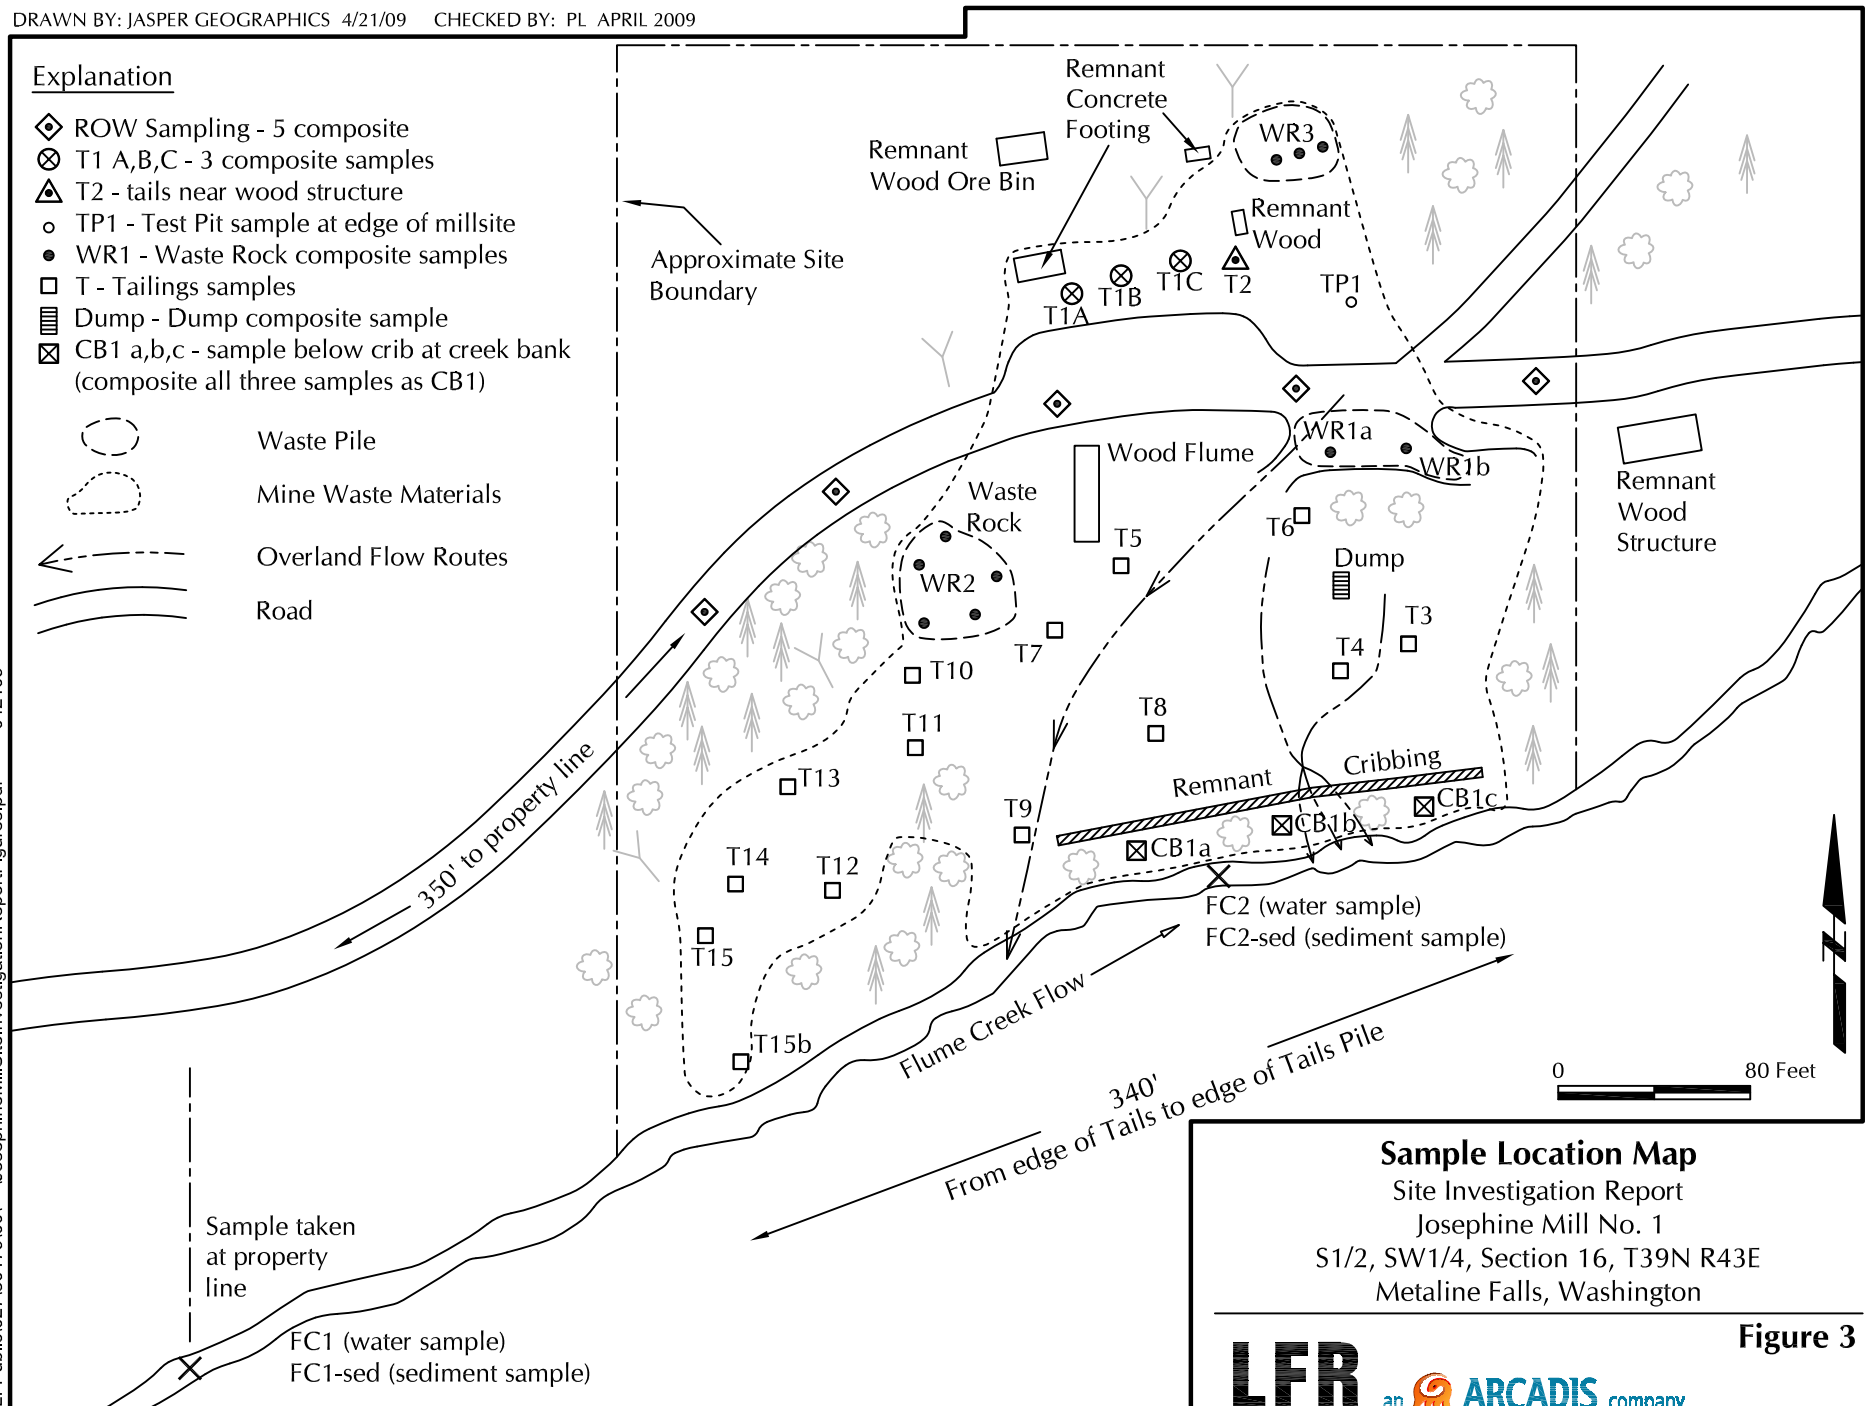 DRAWN BY: JASPER GEOGRAPHICS 4/21/09 CHECKED BY: PL APRIL 2009
Explanation
ROW Sampling - 5 composite
T1 A,B,C - 3 composite samples
T2 - tails near wood structure
TP1 - Test Pit sample at edge of millsite
WR1 - Waste Rock composite samples
T - Tailings samples
Dump - Dump composite sample
CB1 a,b,c - sample below crib at creek bank
(composite all three samples as CB1)
Waste Pile
Mine Waste Materials
Overland Flow Routes
Road
Remnant
Concrete
Footing
Remnant
Wood Ore Bin
WR3
Remnant
Wood
Approximate Site
Boundary
T1A
T1B
T1C
T2
TP1
WR1a
WR1b
Wood Flume
Waste
Rock
WR2
Remnant
Wood
Structure
T5
T6
Dump
T3
T4
T7
T10
T11
T8
T13
T9
Remnant Cribbing
CB1a
CB1b
CB1c
T14
T12
T15
T15b
350' to property line
FC2 (water sample)
FC2-sed (sediment sample)
Flume Creek Flow
340'
From edge of Tails to edge of Tails Pile
N
0 80 Feet
Sample taken
at property
line
FC1 (water sample)
FC1-sed (sediment sample)
Sample Location Map
Site Investigation Report
Josephine Mill No. 1
S1/2, SW1/4, Section 16, T39N R43E
Metaline Falls, Washington
Figure 3
LFR
an ARCADIS company